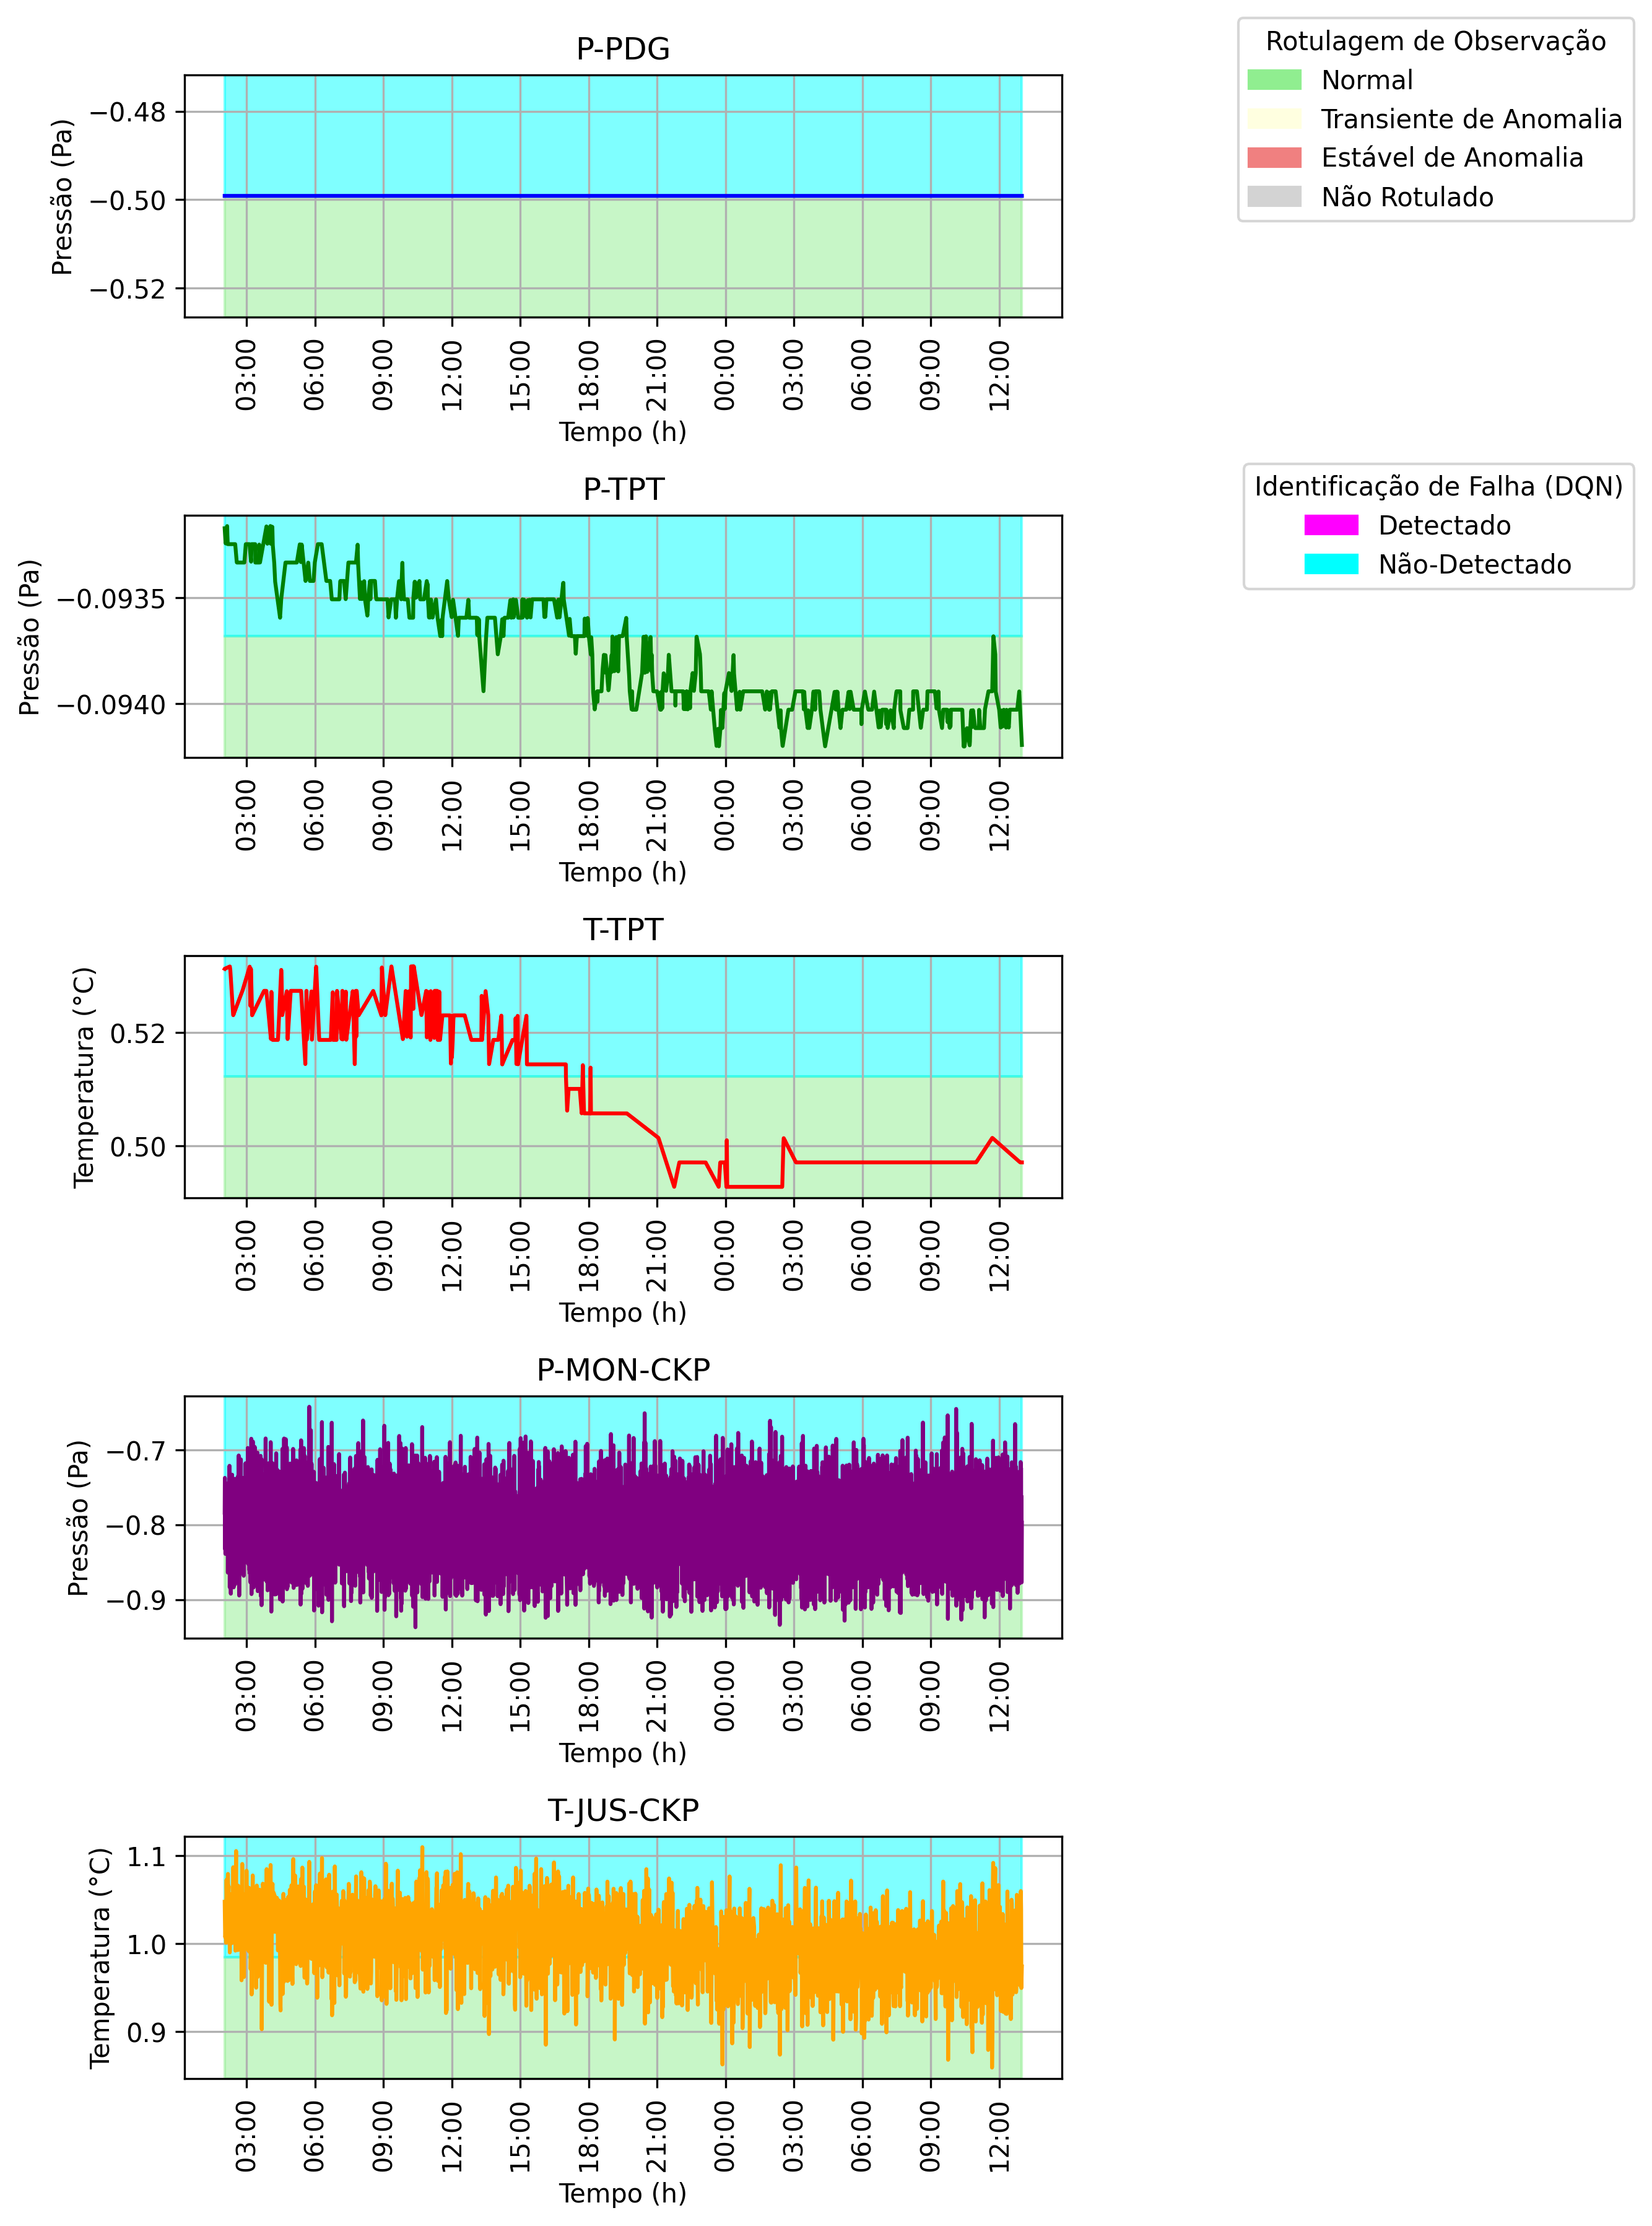 P-PDG
Pressão (Pa)
−0.48
−0.50
−0.52
03:00 06:00 09:00 12:00 15:00 18:00 21:00 00:00 03:00 06:00 09:00 12:00
Tempo (h)
Rotulagem de Observação
Normal
Transiente de Anomalia
Estável de Anomalia
Não Rotulado
P-TPT
Pressão (Pa)
−0.0935
−0.0940
03:00 06:00 09:00 12:00 15:00 18:00 21:00 00:00 03:00 06:00 09:00 12:00
Tempo (h)
Identificação de Falha (DQN)
Detectado
Não-Detectado
T-TPT
Temperatura (°C)
0.52
0.50
03:00 06:00 09:00 12:00 15:00 18:00 21:00 00:00 03:00 06:00 09:00 12:00
Tempo (h)
P-MON-CKP
Pressão (Pa)
−0.7
−0.8
−0.9
03:00 06:00 09:00 12:00 15:00 18:00 21:00 00:00 03:00 06:00 09:00 12:00
Tempo (h)
T-JUS-CKP
Temperatura (°C)
1.1
1.0
0.9
03:00 06:00 09:00 12:00 15:00 18:00 21:00 00:00 03:00 06:00 09:00 12:00
Tempo (h)